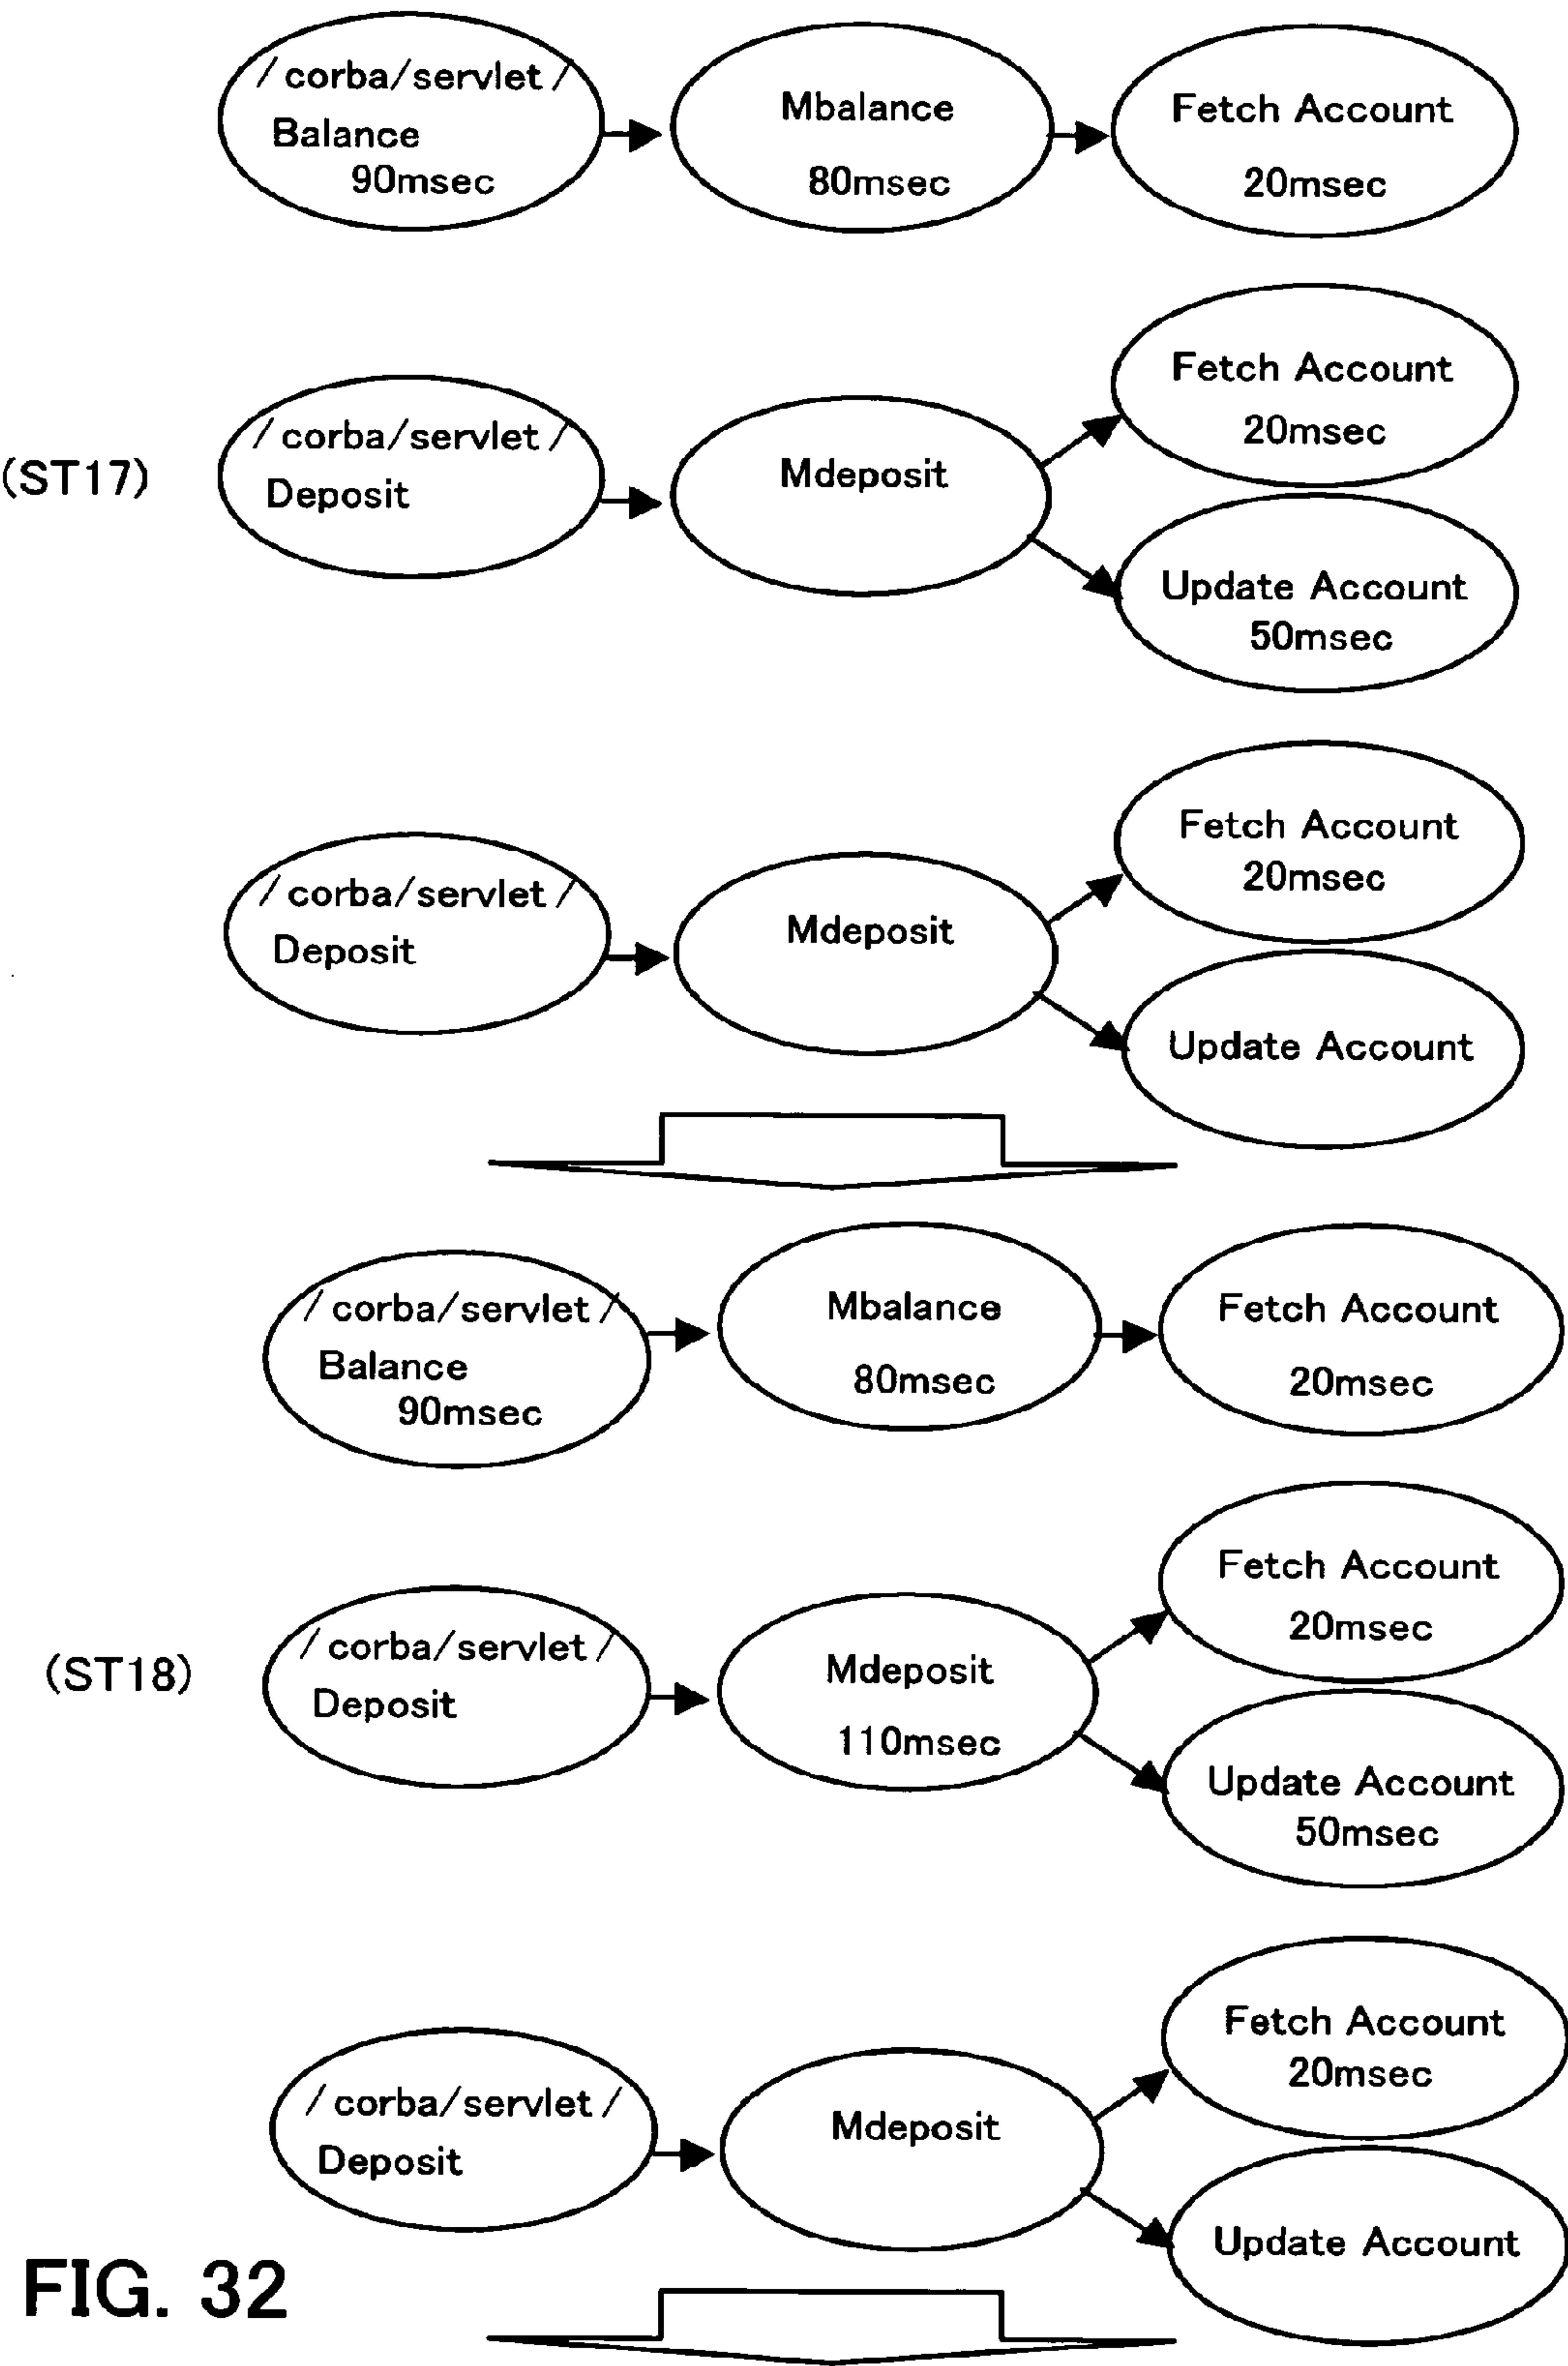 / corba/servlet /
Balance
90msec
Mbalance
80msec
Fetch Account
20msec
(ST17)
/ corba/servlet /
Deposit
Mdeposit
Fetch Account
20msec
Update Account
50msec
/ corba/servlet /
Deposit
Mdeposit
Fetch Account
20msec
Update Account
/ corba/servlet /
Balance
90msec
Mbalance
80msec
Fetch Account
20msec
(ST18)
/ corba/servlet /
Deposit
Mdeposit
110msec
Fetch Account
20msec
Update Account
50msec
/ corba/servlet /
Deposit
Mdeposit
Fetch Account
20msec
Update Account
FIG. 32